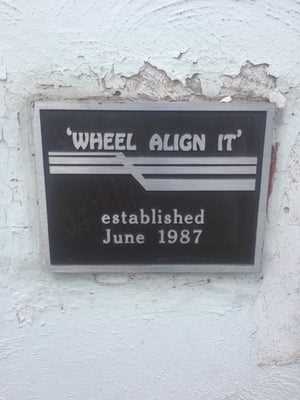 'WHEEL ALIGN IT'
established
June 1987